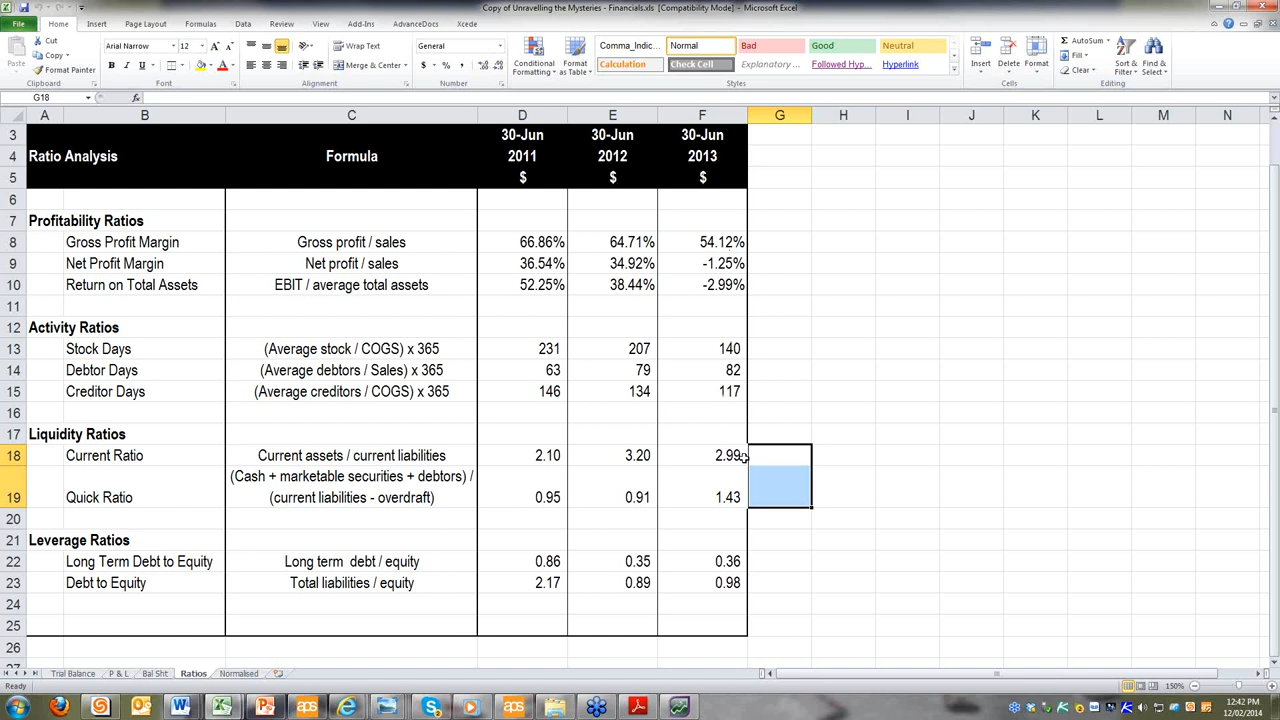 Copy of Unravelling the Mysteries - Financials.xls [Compatibility Mode] - Microsoft Excel
File Home Insert Page Layout Formulas Data Review View Add-Ins AdvanceDocs Xcede
Cut Arial Narrow 12 Wrap Text General Comma_Indic... Normal Bad Good Neutral AutoSum
Copy Fill
Paste Format Painter B I U Merge & Center $ % , Conditional Formatting Format as Table Calculation Check Cell Explanatory ... Followed Hyp... Hyperlink Insert Delete Format Clear Sort & Filter Find & Select
Clipboard Font Alignment Number Styles Cells Editing
G18 fx
A B C D E F G H I J K L M N
3 30-Jun 30-Jun 30-Jun
4 Ratio Analysis Formula 2011 2012 2013
5 $ $ $
6
7 Profitability Ratios
8 Gross Profit Margin Gross profit / sales 66.86% 64.71% 54.12%
9 Net Profit Margin Net profit / sales 36.54% 34.92% -1.25%
10 Return on Total Assets EBIT / average total assets 52.25% 38.44% -2.99%
11
12 Activity Ratios
13 Stock Days (Average stock / COGS) x 365 231 207 140
14 Debtor Days (Average debtors / Sales) x 365 63 79 82
15 Creditor Days (Average creditors / COGS) x 365 146 134 117
16
17 Liquidity Ratios
18 Current Ratio Current assets / current liabilities 2.10 3.20 2.99
(Cash + marketable securities + debtors) /
19 Quick Ratio (current liabilities - overdraft) 0.95 0.91 1.43
20
21 Leverage Ratios
22 Long Term Debt to Equity Long term debt / equity 0.86 0.35 0.36
23 Debt to Equity Total liabilities / equity 2.17 0.89 0.98
24
25
26
27
Trial Balance P & L Bal Sht Ratios Normalised
Ready 150%
aps aps 12:42 PM
12/02/2014